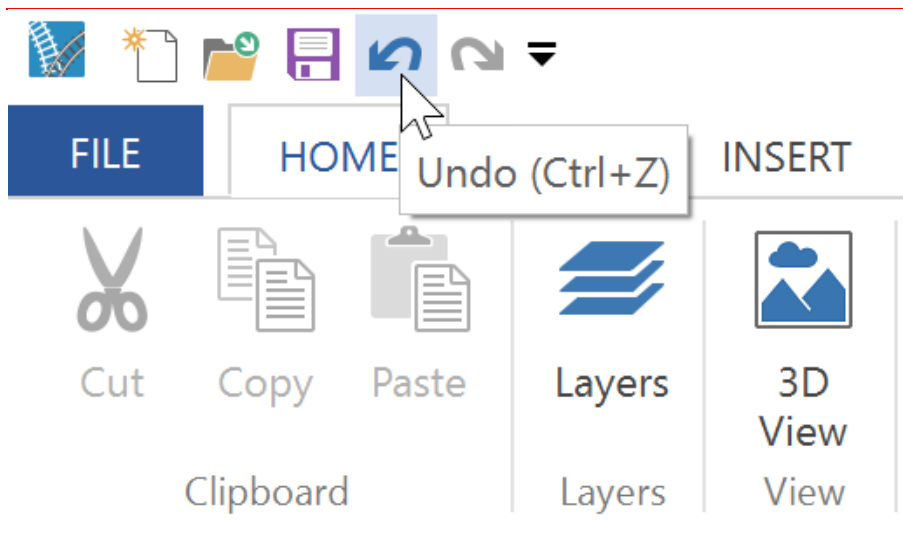 FILE HOME INSERT
Undo (Ctrl+Z)
Cut Copy Paste Layers 3D
View
Clipboard Layers View